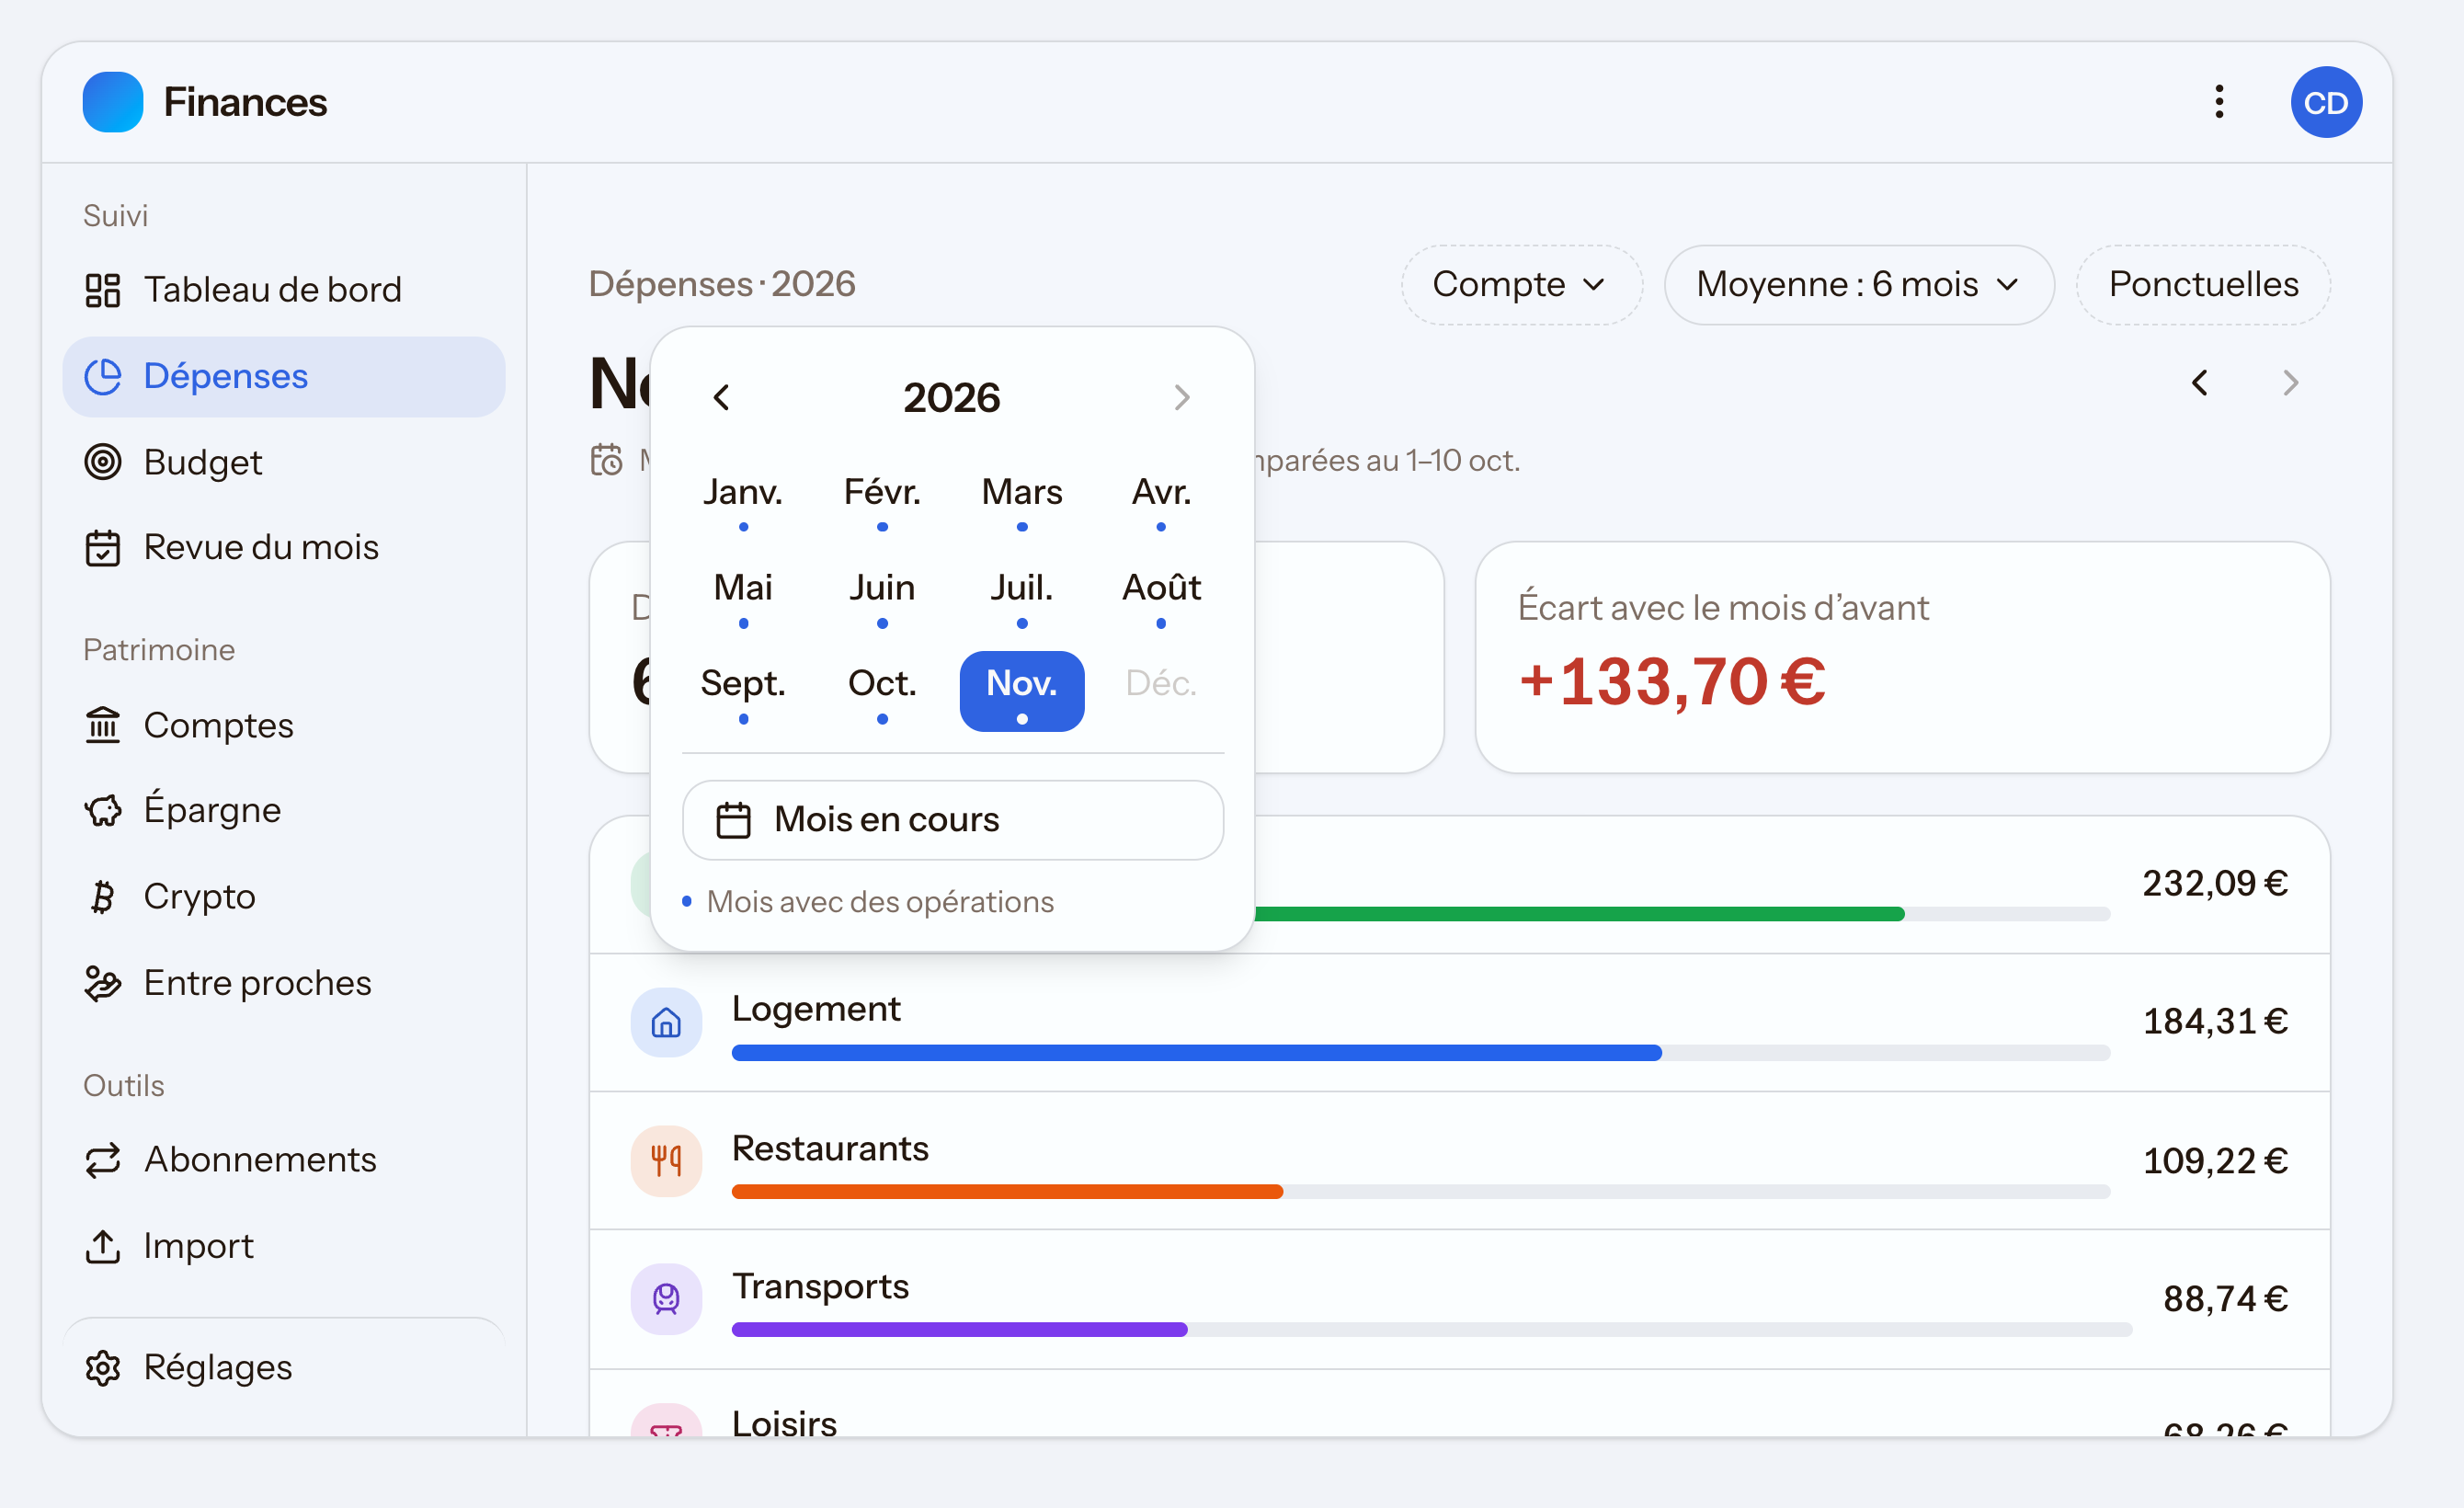 Finances
CD
Suivi
Tableau de bord
Dépenses
Budget
Revue du mois
Patrimoine
Comptes
Épargne
Crypto
Entre proches
Outils
Abonnements
Import
Réglages
Dépenses · 2026
Compte
Moyenne : 6 mois
Ponctuelles
2026
Janv. Févr. Mars Avr.
Mai Juin Juil. Août
Sept. Oct. Nov. Déc.
Mois en cours
Mois avec des opérations
au 1–10 oct.
Écart avec le mois d’avant
+133,70 €
232,09 €
Logement
184,31 €
Restaurants
109,22 €
Transports
88,74 €
Loisirs
68,26 €